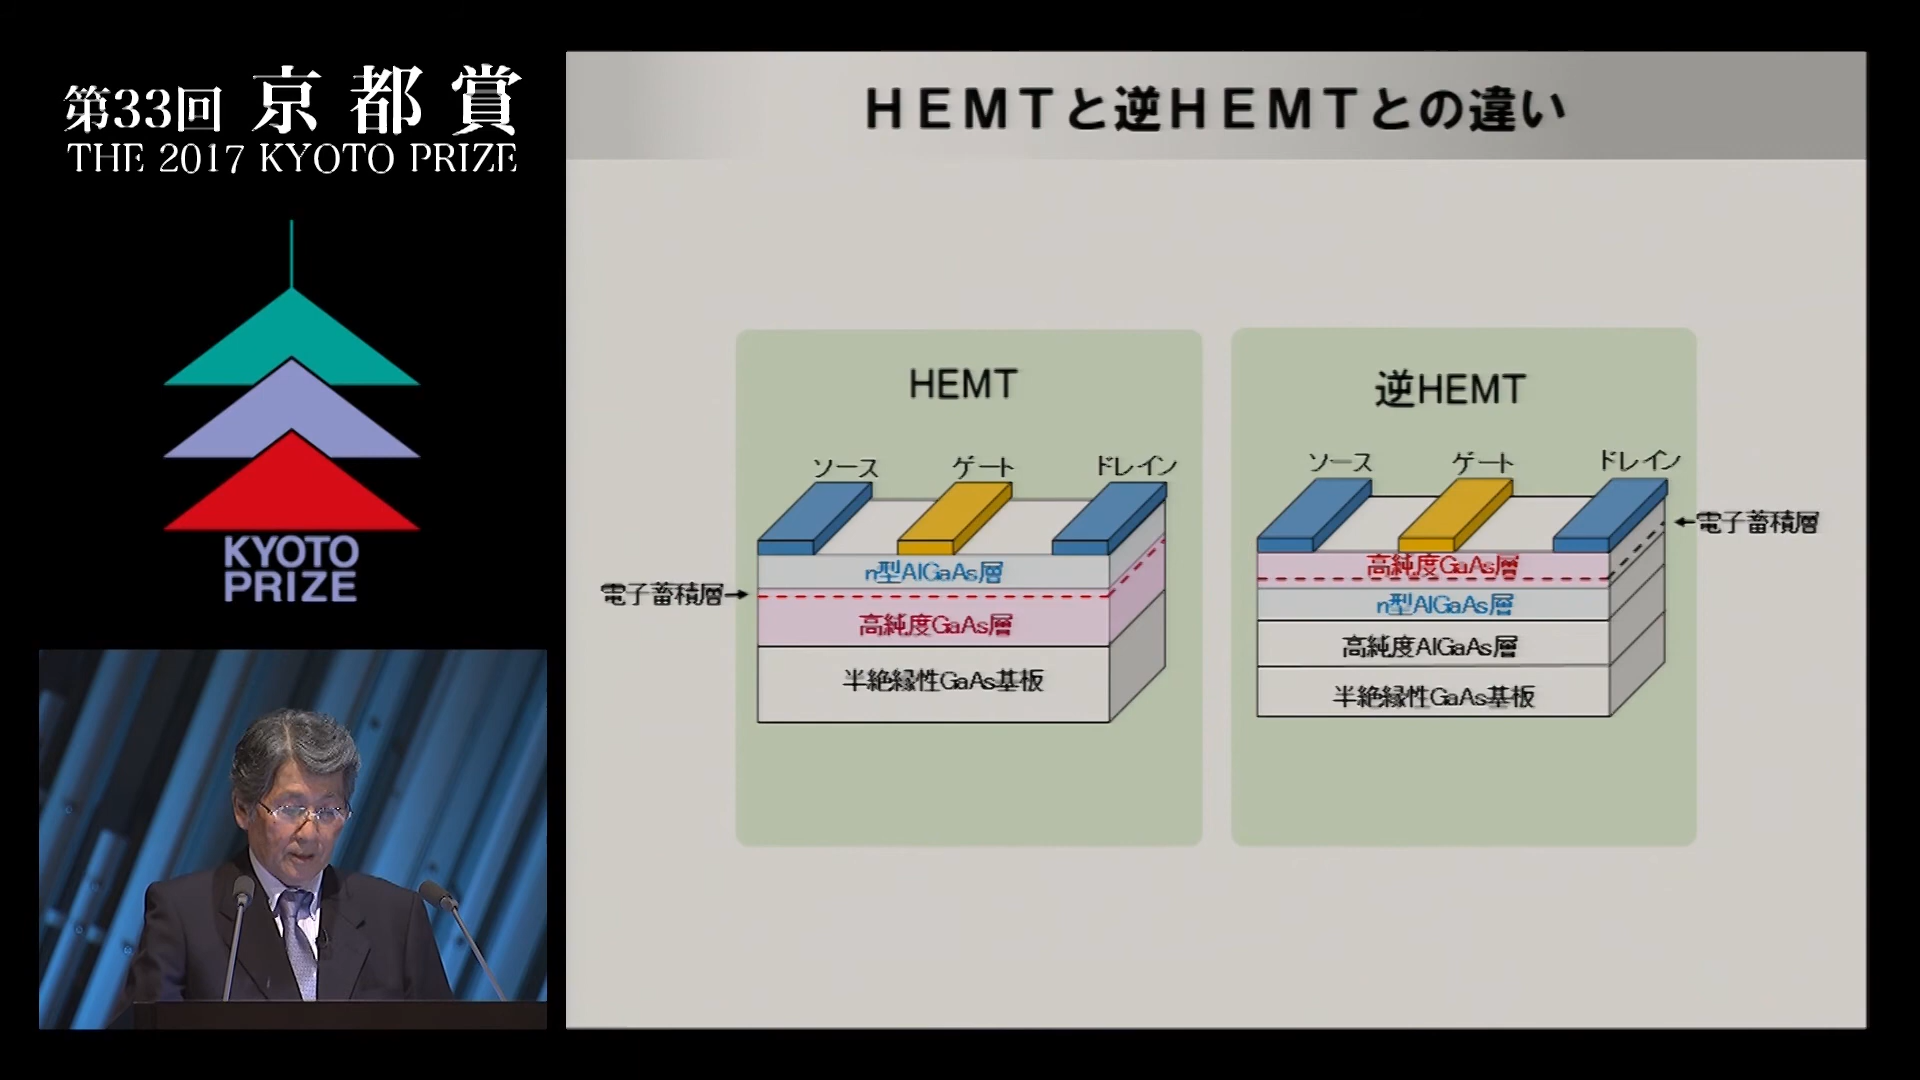 第33回 京都賞
THE 2017 KYOTO PRIZE
KYOTO
PRIZE
ＨＥＭＴと逆ＨＥＭＴとの違い
HEMT
ソース ゲート ドレイン
n型AlGaAs層
電子蓄積層
高純度GaAs層
半絶縁性GaAs基板
逆HEMT
ソース ゲート ドレイン
電子蓄積層
高純度GaAs層
n型AlGaAs層
高純度AlGaAs層
半絶縁性GaAs基板